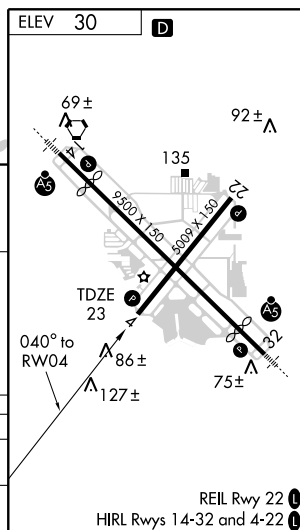 ELEV 30
D
69±
92±
14
P
135
A5
22
9500 X 150
5009 X 150
P
TDZE
23
P
A5
4
P
32
040° to
RW04
86±
75±
127±
REIL Rwy 22 L
HIRL Rwys 14-32 and 4-22 L